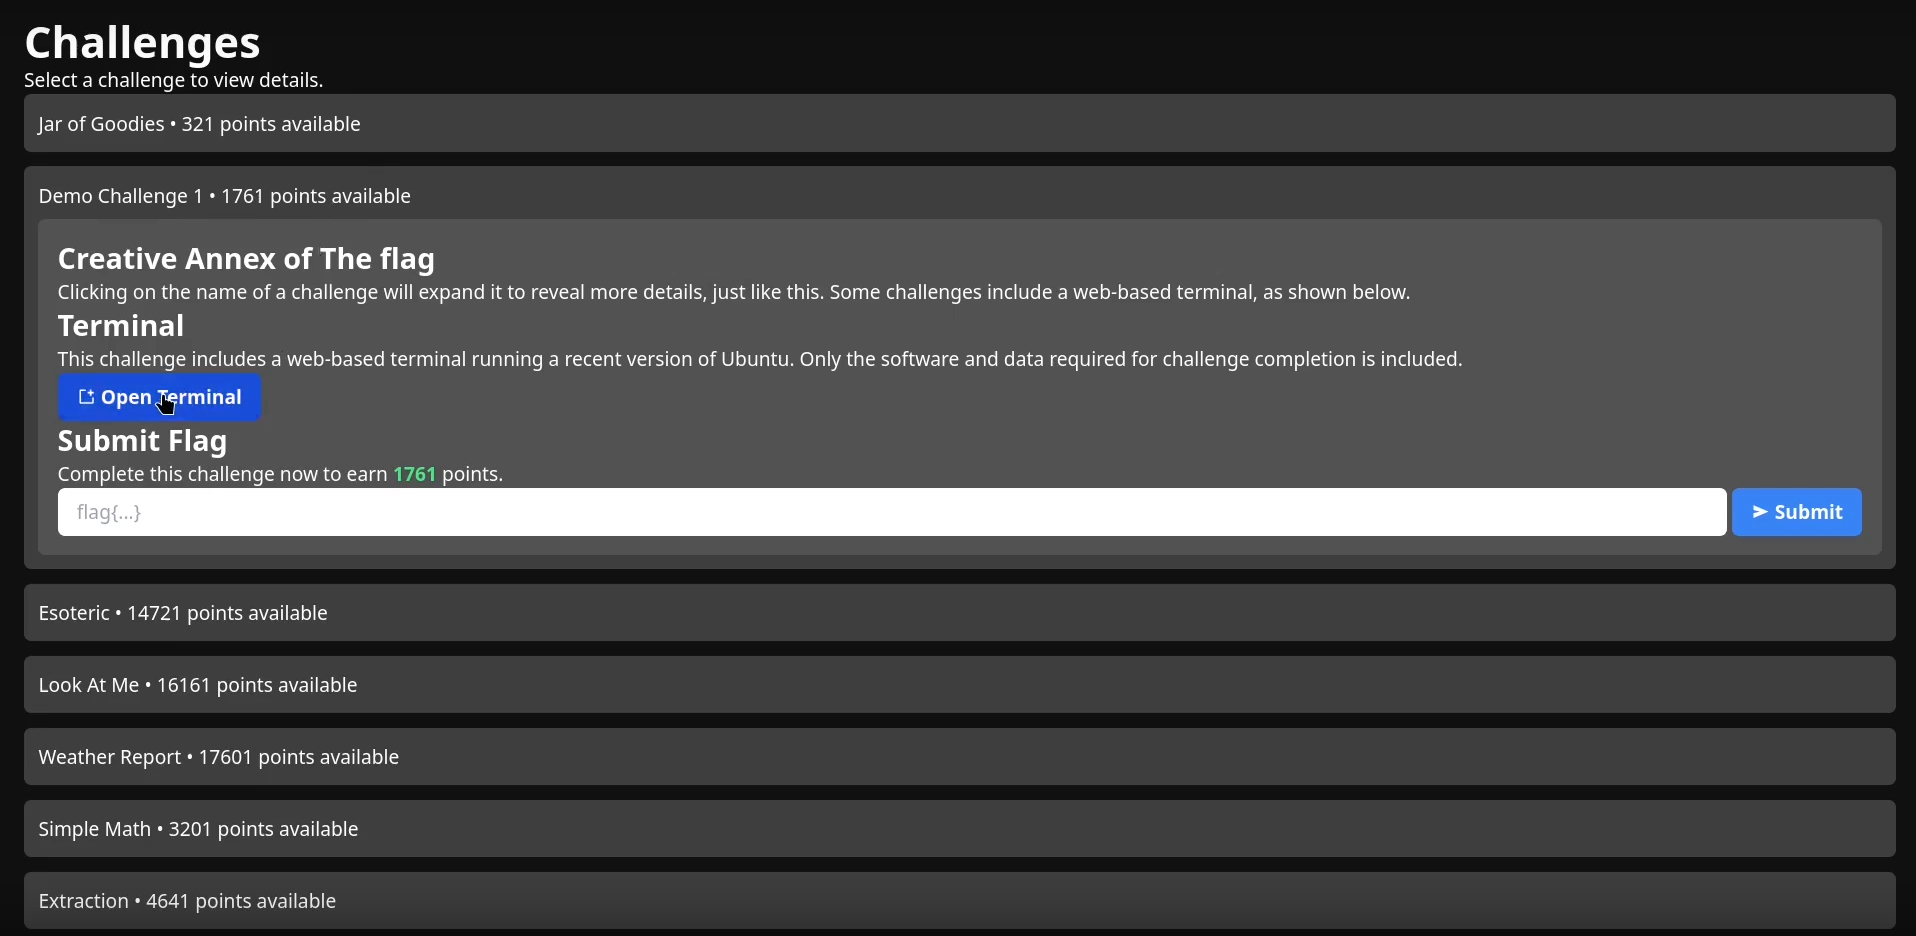 Challenges
Select a challenge to view details.
Jar of Goodies • 321 points available
Demo Challenge 1 • 1761 points available
Creative Annex of The flag
Clicking on the name of a challenge will expand it to reveal more details, just like this. Some challenges include a web-based terminal, as shown below.
Terminal
This challenge includes a web-based terminal running a recent version of Ubuntu. Only the software and data required for challenge completion is included.
Open Terminal
Submit Flag
Complete this challenge now to earn 1761 points.
flag{...}
Submit
Esoteric • 14721 points available
Look At Me • 16161 points available
Weather Report • 17601 points available
Simple Math • 3201 points available
Extraction • 4641 points available